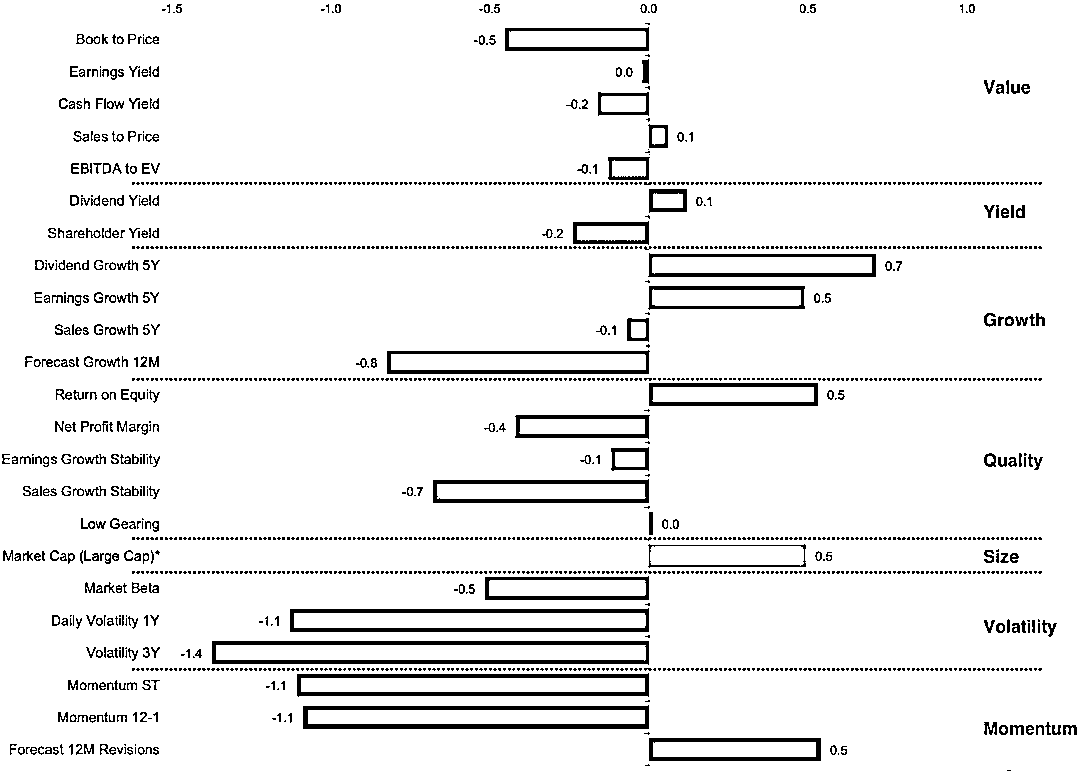 -1.5 -1.0 -0.5 0.0 0.5 1.0
Book to Price -0.5
Earnings Yield 0.0
Value
Cash Flow Yield -0.2
Sales to Price 0.1
EBITDA to EV -0.1
Dividend Yield 0.1
Yield
Shareholder Yield -0.2
Dividend Growth 5Y 0.7
Earnings Growth 5Y 0.5
Growth
Sales Growth 5Y -0.1
Forecast Growth 12M -0.8
Return on Equity 0.5
Net Profit Margin -0.4
Earnings Growth Stability -0.1 Quality
Sales Growth Stability -0.7
Low Gearing 0.0
Market Cap (Large Cap)* 0.5 Size
Market Beta -0.5
Daily Volatility 1Y -1.1
Volatility
Volatility 3Y -1.4
Momentum ST -1.1
Momentum 12-1 -1.1
Momentum
Forecast 12M Revisions 0.5